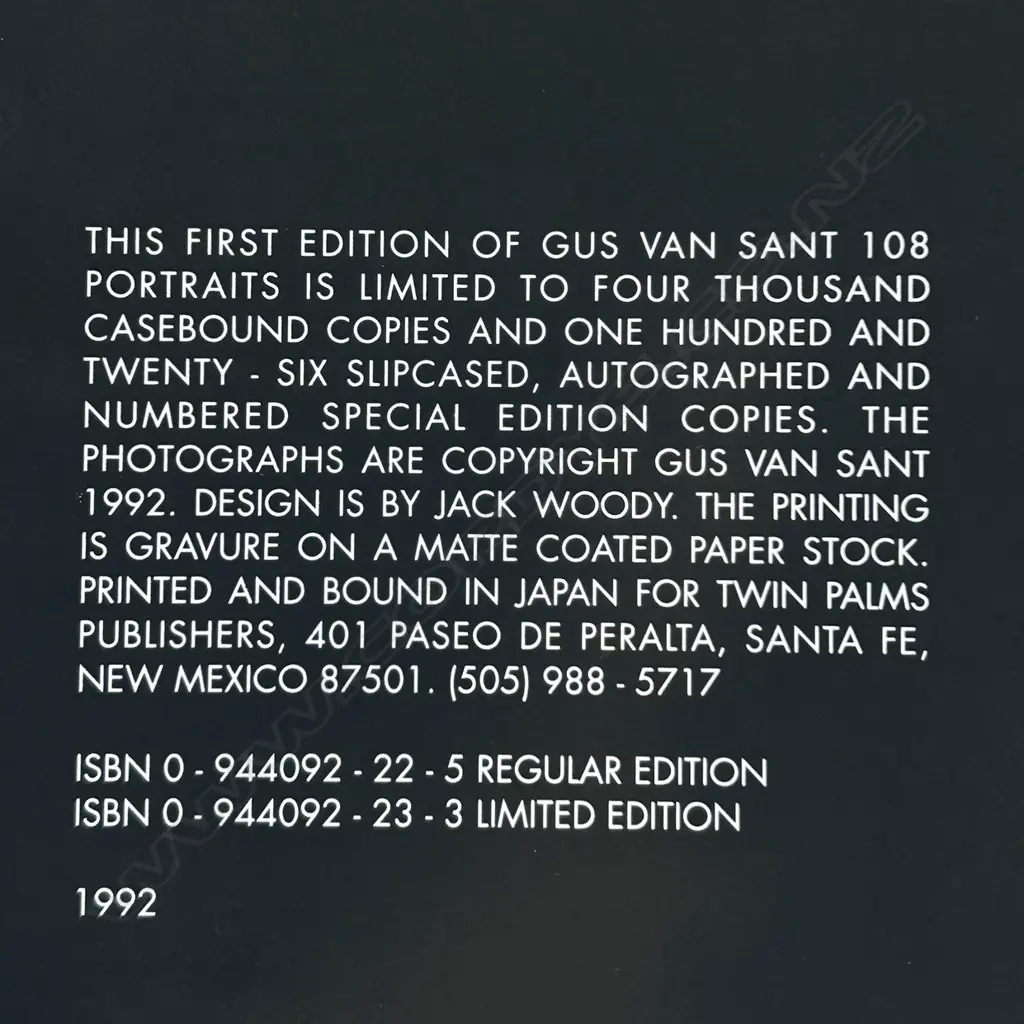 THIS FIRST EDITION OF GUS VAN SANT 108
PORTRAITS IS LIMITED TO FOUR THOUSAND
CASEBOUND COPIES AND ONE HUNDRED AND
TWENTY - SIX SLIPCASED, AUTOGRAPHED AND
NUMBERED SPECIAL EDITION COPIES. THE
PHOTOGRAPHS ARE COPYRIGHT GUS VAN SANT
1992. DESIGN IS BY JACK WOODY. THE PRINTING
IS GRAVURE ON A MATTE COATED PAPER STOCK.
PRINTED AND BOUND IN JAPAN FOR TWIN PALMS
PUBLISHERS, 401 PASEO DE PERALTA, SANTA FE,
NEW MEXICO 87501. (505) 988 - 5717
ISBN 0 - 944092 - 22 - 5 REGULAR EDITION
ISBN 0 - 944092 - 23 - 3 LIMITED EDITION
1992